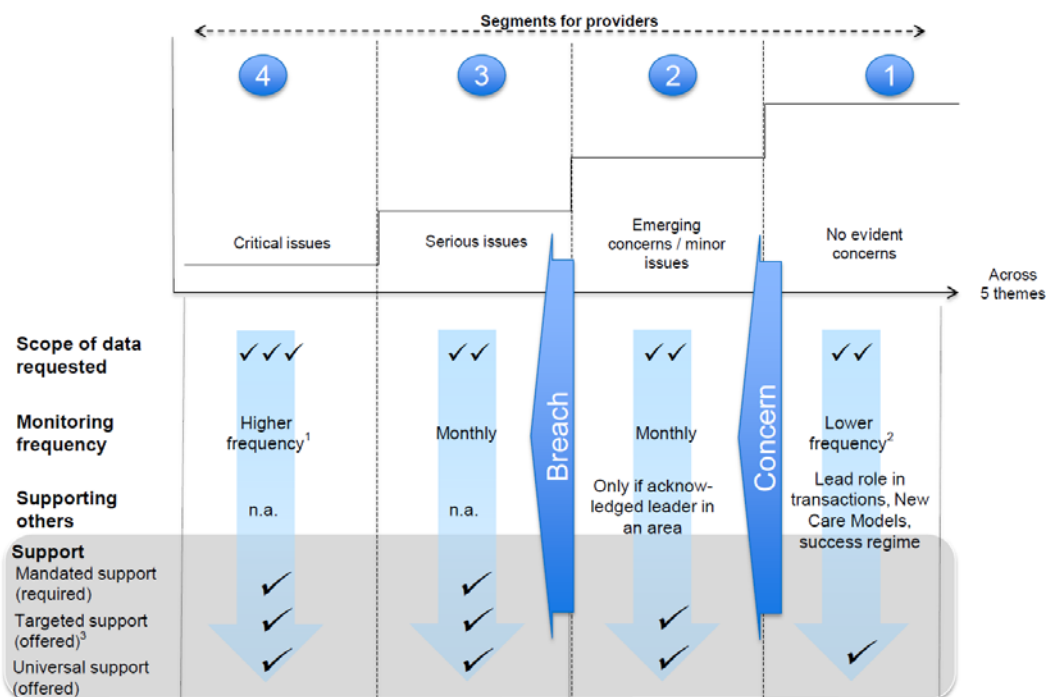 Segments for providers
4
3
2
1
Critical issues
Serious issues
Emerging
concerns / minor
issues
No evident
concerns
Across
5 themes
Scope of data
requested
✓✓✓
✓✓
✓✓
✓✓
Monitoring
frequency
Higher
frequency1
Monthly
Monthly
Lower
frequency2
Breach
Concern
Supporting
others
n.a.
n.a.
Only if acknow-
ledged leader in
an area
Lead role in
transactions, New
Care Models,
success regime
Support
Mandated support
(required)
✓
✓
Targeted support
(offered)3
✓
✓
✓
Universal support
(offered)
✓
✓
✓
✓